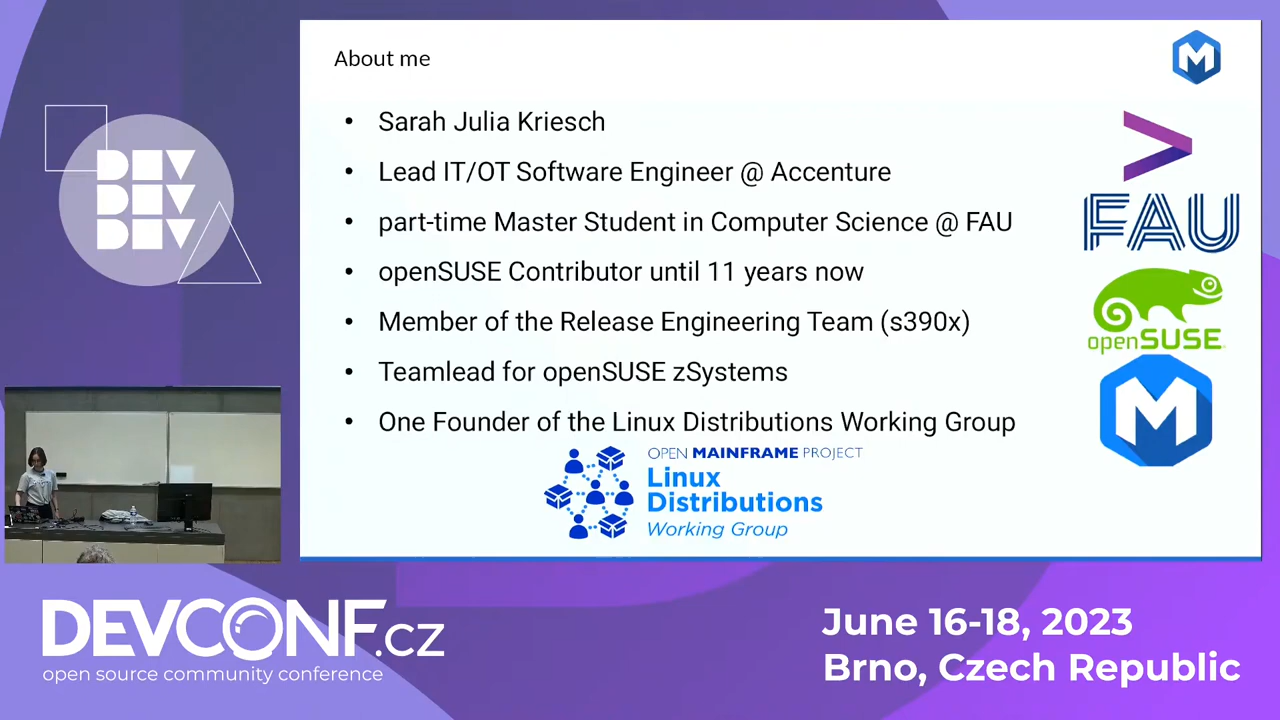 About me
M
• Sarah Julia Kriesch
• Lead IT/OT Software Engineer @ Accenture
• part-time Master Student in Computer Science @ FAU
• openSUSE Contributor until 11 years now
• Member of the Release Engineering Team (s390x)
• Teamlead for openSUSE zSystems
• One Founder of the Linux Distributions Working Group
OPEN MAINFRAME PROJECT
Linux
Distributions
Working Group
>
FAU
openSUSE
M
DEV
DEV
DEV
DEVCONF.cz
open source community conference
June 16-18, 2023
Brno, Czech Republic